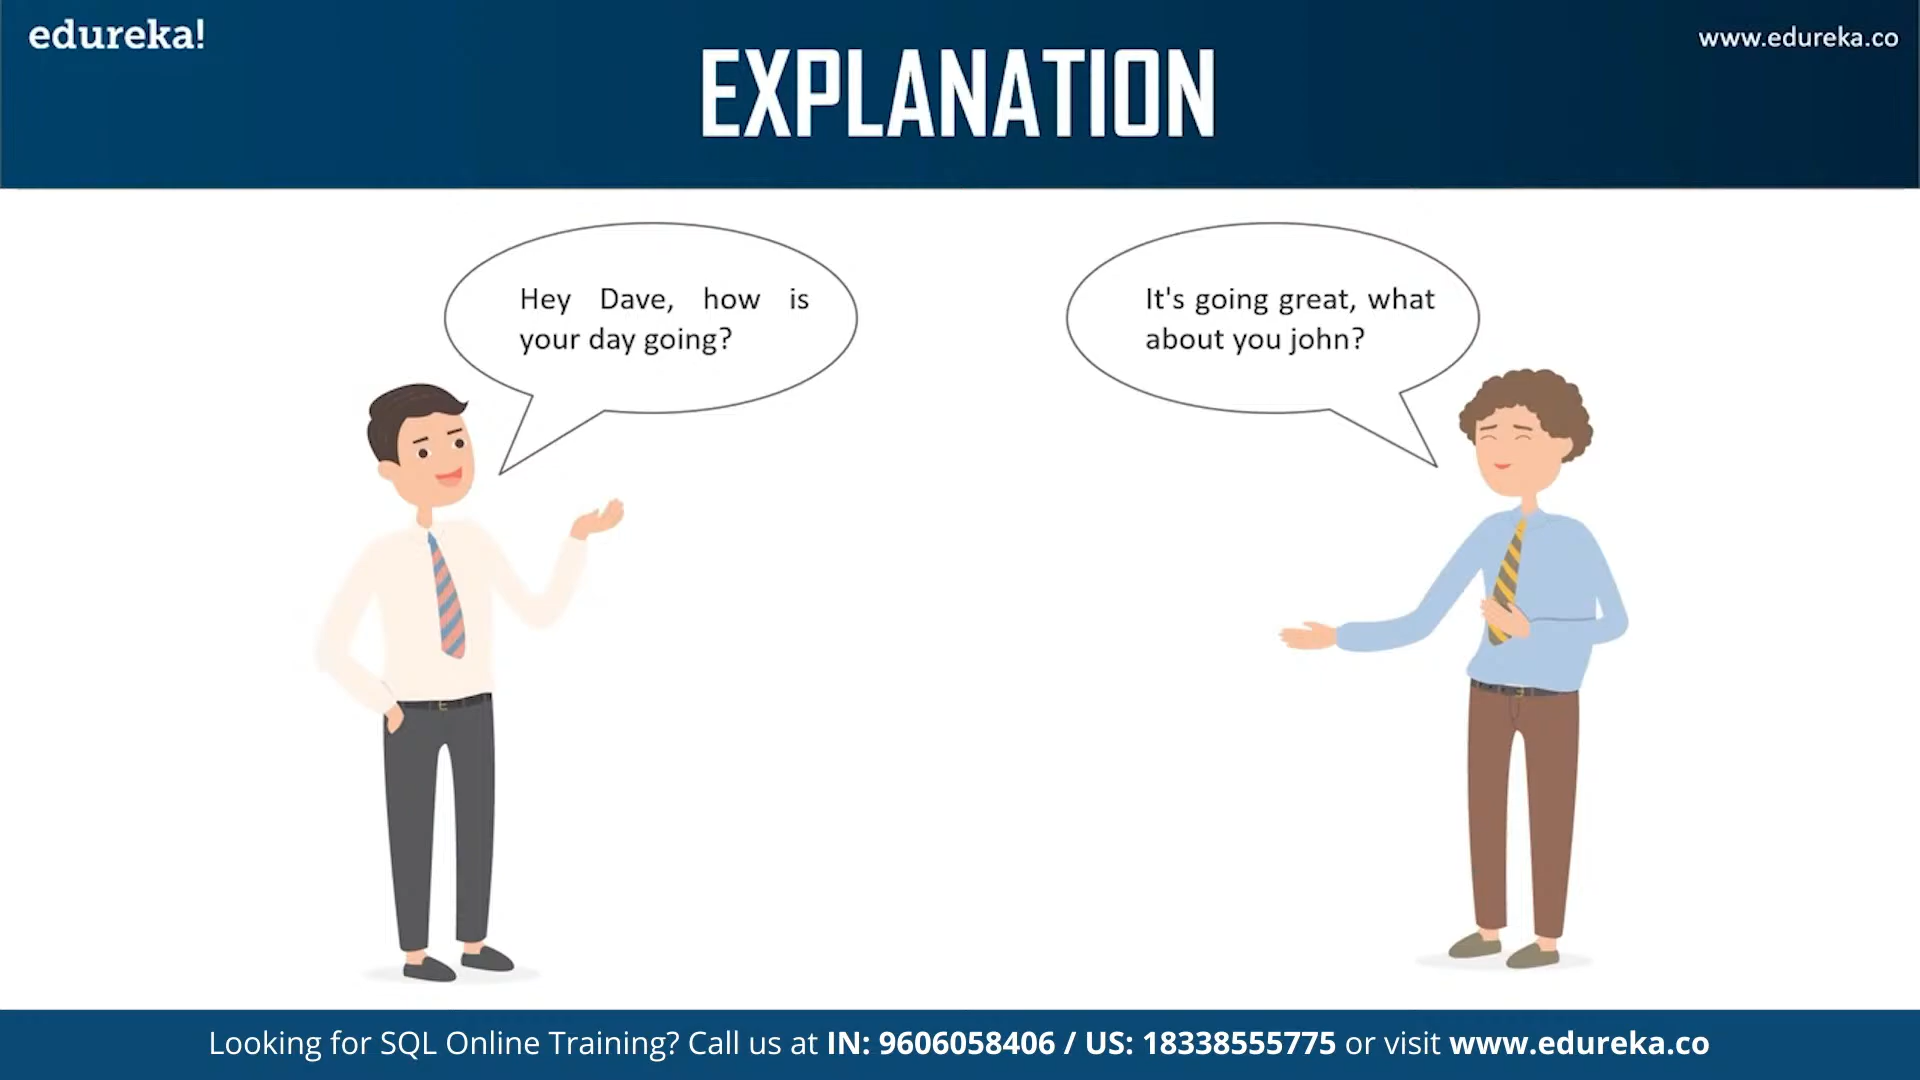 edureka!
www.edureka.co
EXPLANATION
Hey Dave, how is
your day going?
It's going great, what
about you john?
Looking for SQL Online Training? Call us at IN: 9606058406 / US: 18338555775 or visit www.edureka.co